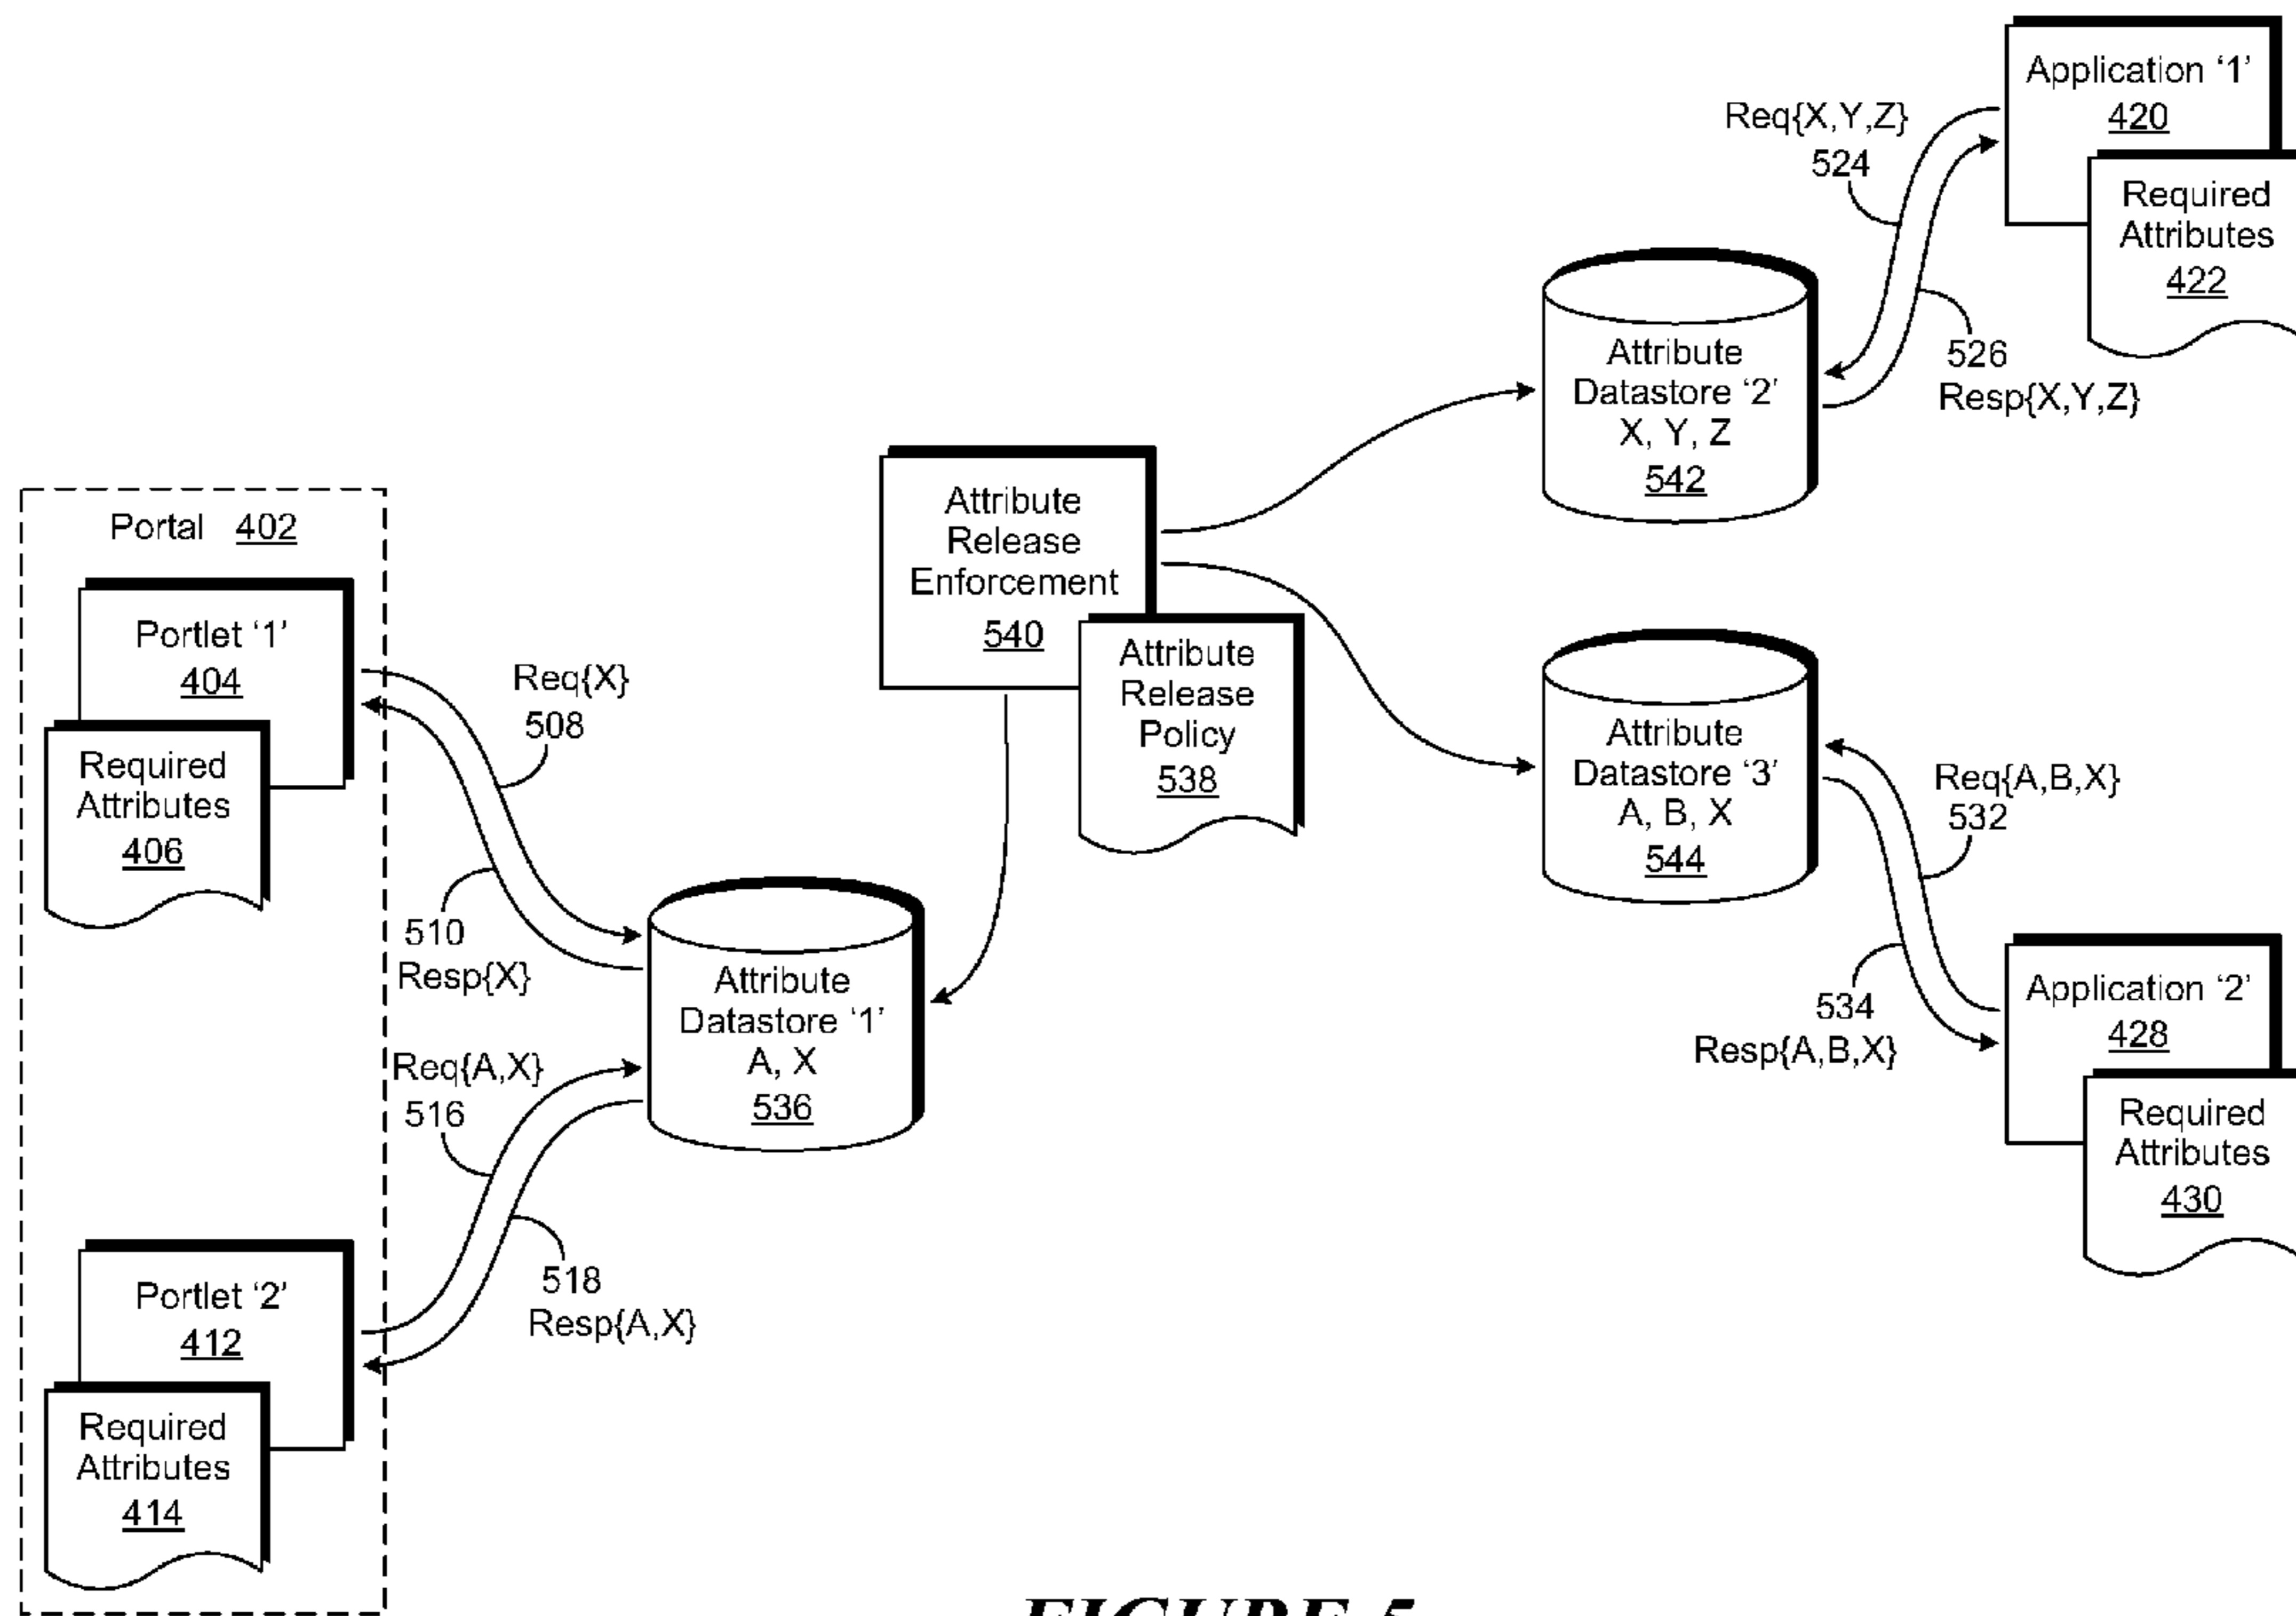 Application ‘1’
420
Required
Attributes
422
Req{X,Y,Z}
524
526
Resp{X,Y,Z}
Attribute
Datastore ‘2’
X, Y, Z
542
Attribute
Release
Enforcement
540
Attribute
Release
Policy
538
Portal 402
Portlet ‘1’
404
Required
Attributes
406
Req{X}
508
510
Resp{X}
Attribute
Datastore ‘1’
A, X
536
Req{A,X}
516
518
Resp{A,X}
Portlet ‘2’
412
Required
Attributes
414
Attribute
Datastore ‘3’
A, B, X
544
Req{A,B,X}
532
534
Resp{A,B,X}
Application ‘2’
428
Required
Attributes
430
FIGURE 5